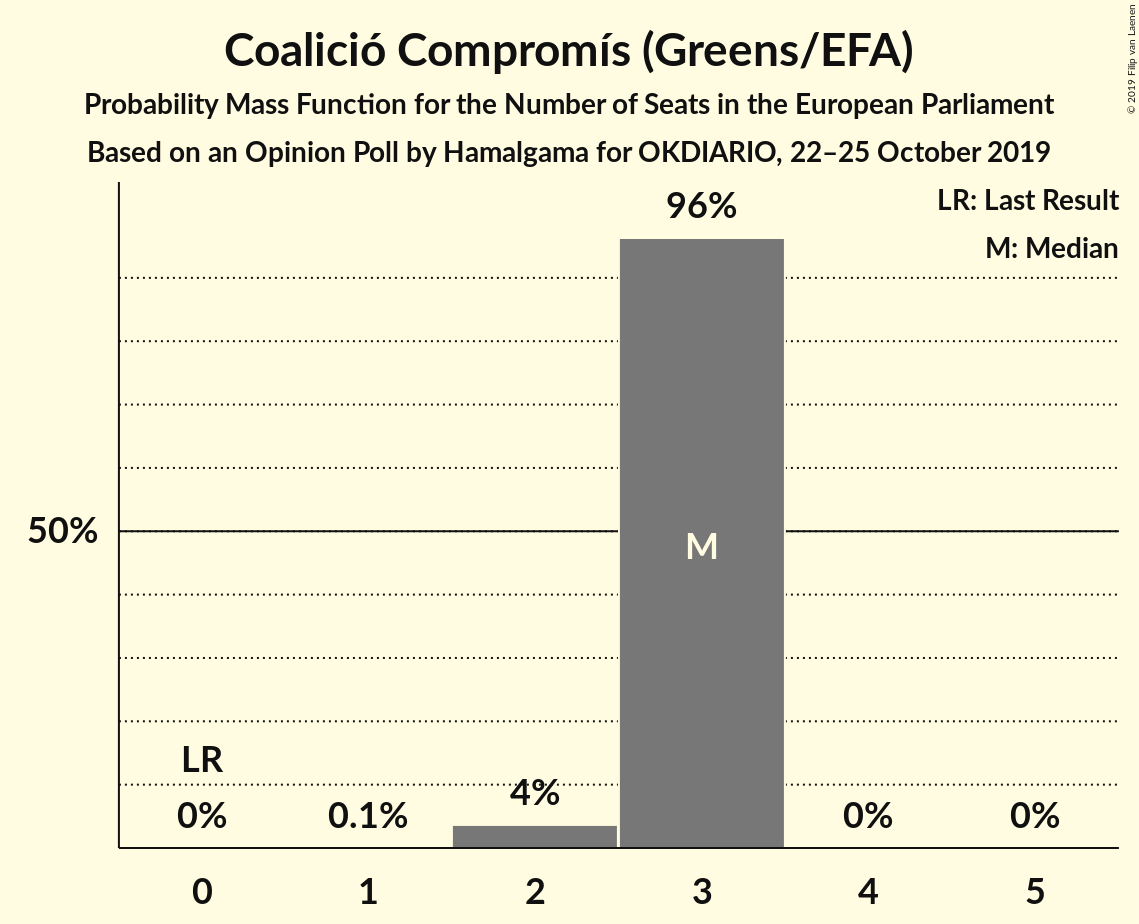 Coalició Compromís (Greens/EFA)
Probability Mass Function for the Number of Seats in the European Parliament
Based on an Opinion Poll by Hamalgama for OKDIARIO, 22–25 October 2019
© 2019 Filip van Laenen
LR: Last Result
M: Median
96%
50%
M
LR
4%
0%
0.1%
0%
0%
0
1
2
3
4
5